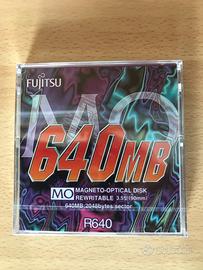 FUJITSU
MO
640MB
MO MAGNETO-OPTICAL DISK
REWRITABLE 3.5"(90mm)
640MB 2048bytes sector
R640